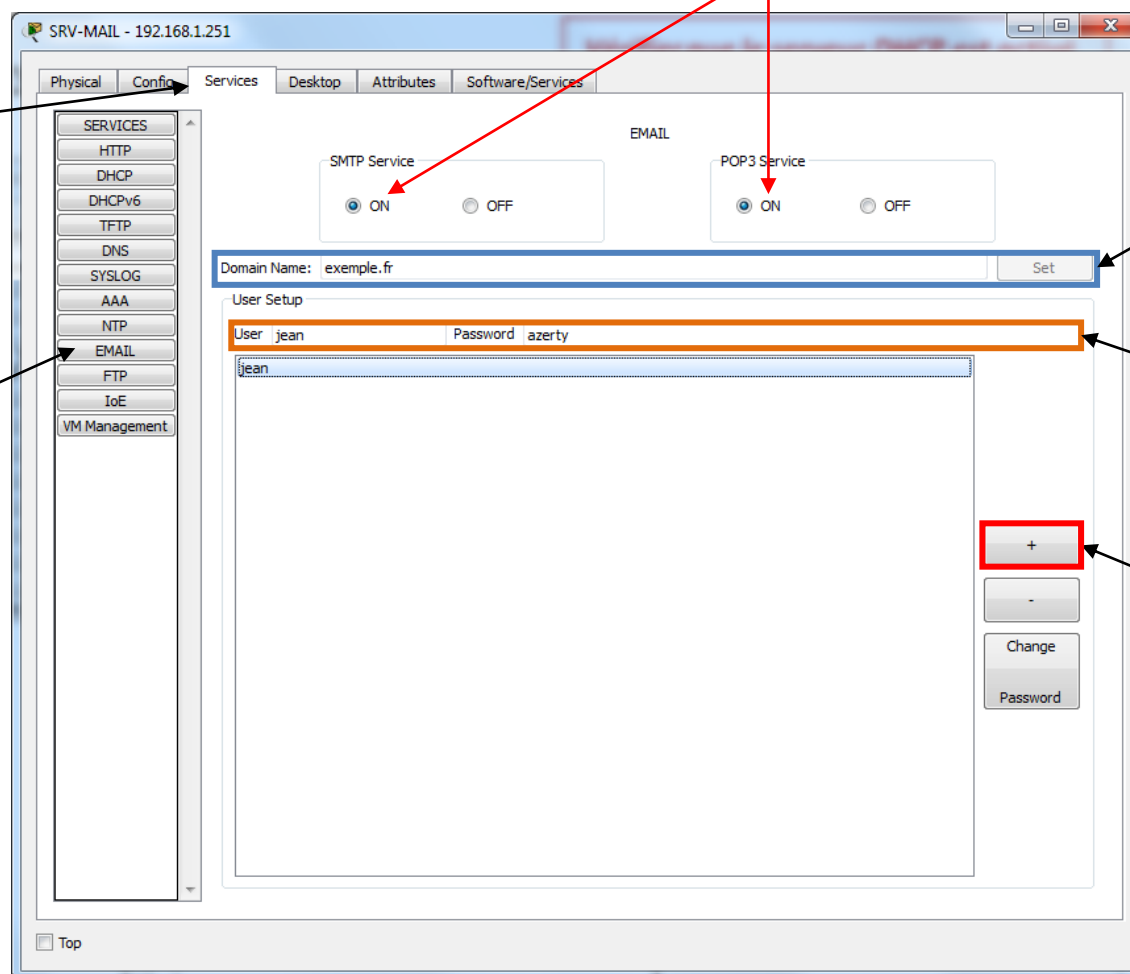 SRV-MAIL - 192.168.1.251
Physical Config Services Desktop Attributes Software/Services
SERVICES
HTTP
DHCP
DHCPv6
TFTP
DNS
SYSLOG
AAA
NTP
EMAIL
FTP
IoE
VM Management
EMAIL
SMTP Service
ON OFF
POP3 Service
ON OFF
Domain Name: exemple.fr Set
User Setup
User jean Password azerty
jean
+
-
Change
Password
Top